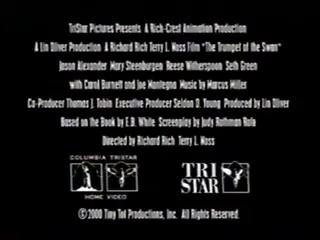 TriStar Pictures Presents A Rich-Crest Animation Production
A Lin Oliver Production A Richard Rich Terry L. Noss Film "The Trumpet of the Swan"
Jason Alexander Mary Steenburgen Reese Witherspoon Seth Green
with Carol Burnett and Joe Mantegna Music by Marcus Miller
Co-Producer Thomas J. Tobin Executive Producer Seldon O. Young Produced by Lin Oliver
Based on the Book by E.B. White Screenplay by Judy Rothman Rofé
Directed by Richard Rich Terry L. Noss
COLUMBIA TRISTAR
HOME VIDEO
TRI
STAR
©2000 Tiny Tot Productions, Inc. All Rights Reserved.